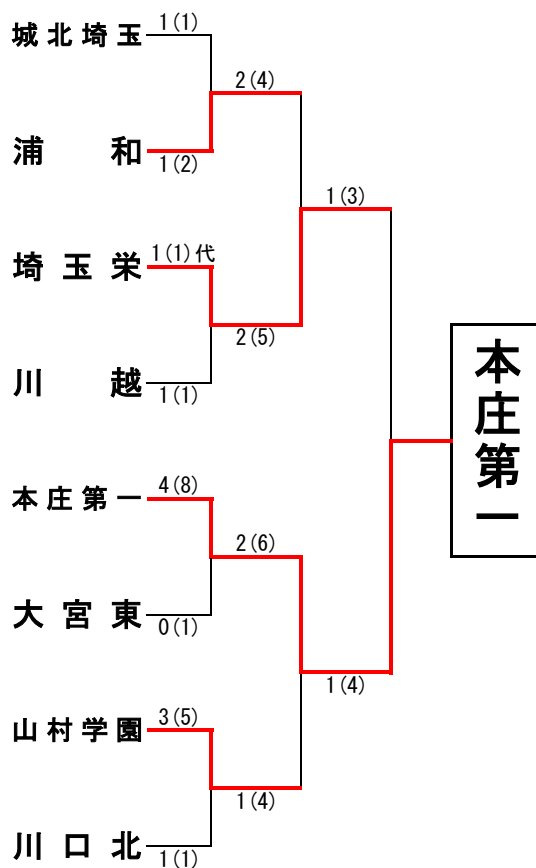 城北埼玉
1(1)
2(4)
浦和
1(2)
1(3)
埼玉栄
1(1)代
2(5)
川越
1(1)
本庄第一
本庄第一
4(8)
2(6)
大宮東
0(1)
1(4)
山村学園
3(5)
1(4)
川口北
1(1)